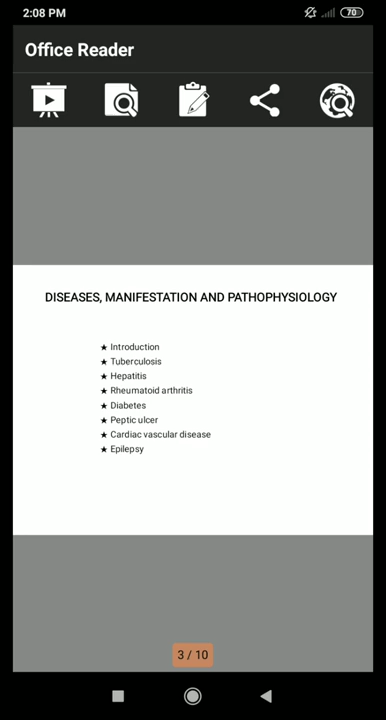 2:08 PM
70
Office Reader
DISEASES, MANIFESTATION AND PATHOPHYSIOLOGY
★ Introduction
★ Tuberculosis
★ Hepatitis
★ Rheumatoid arthritis
★ Diabetes
★ Peptic ulcer
★ Cardiac vascular disease
★ Epilepsy
3 / 10